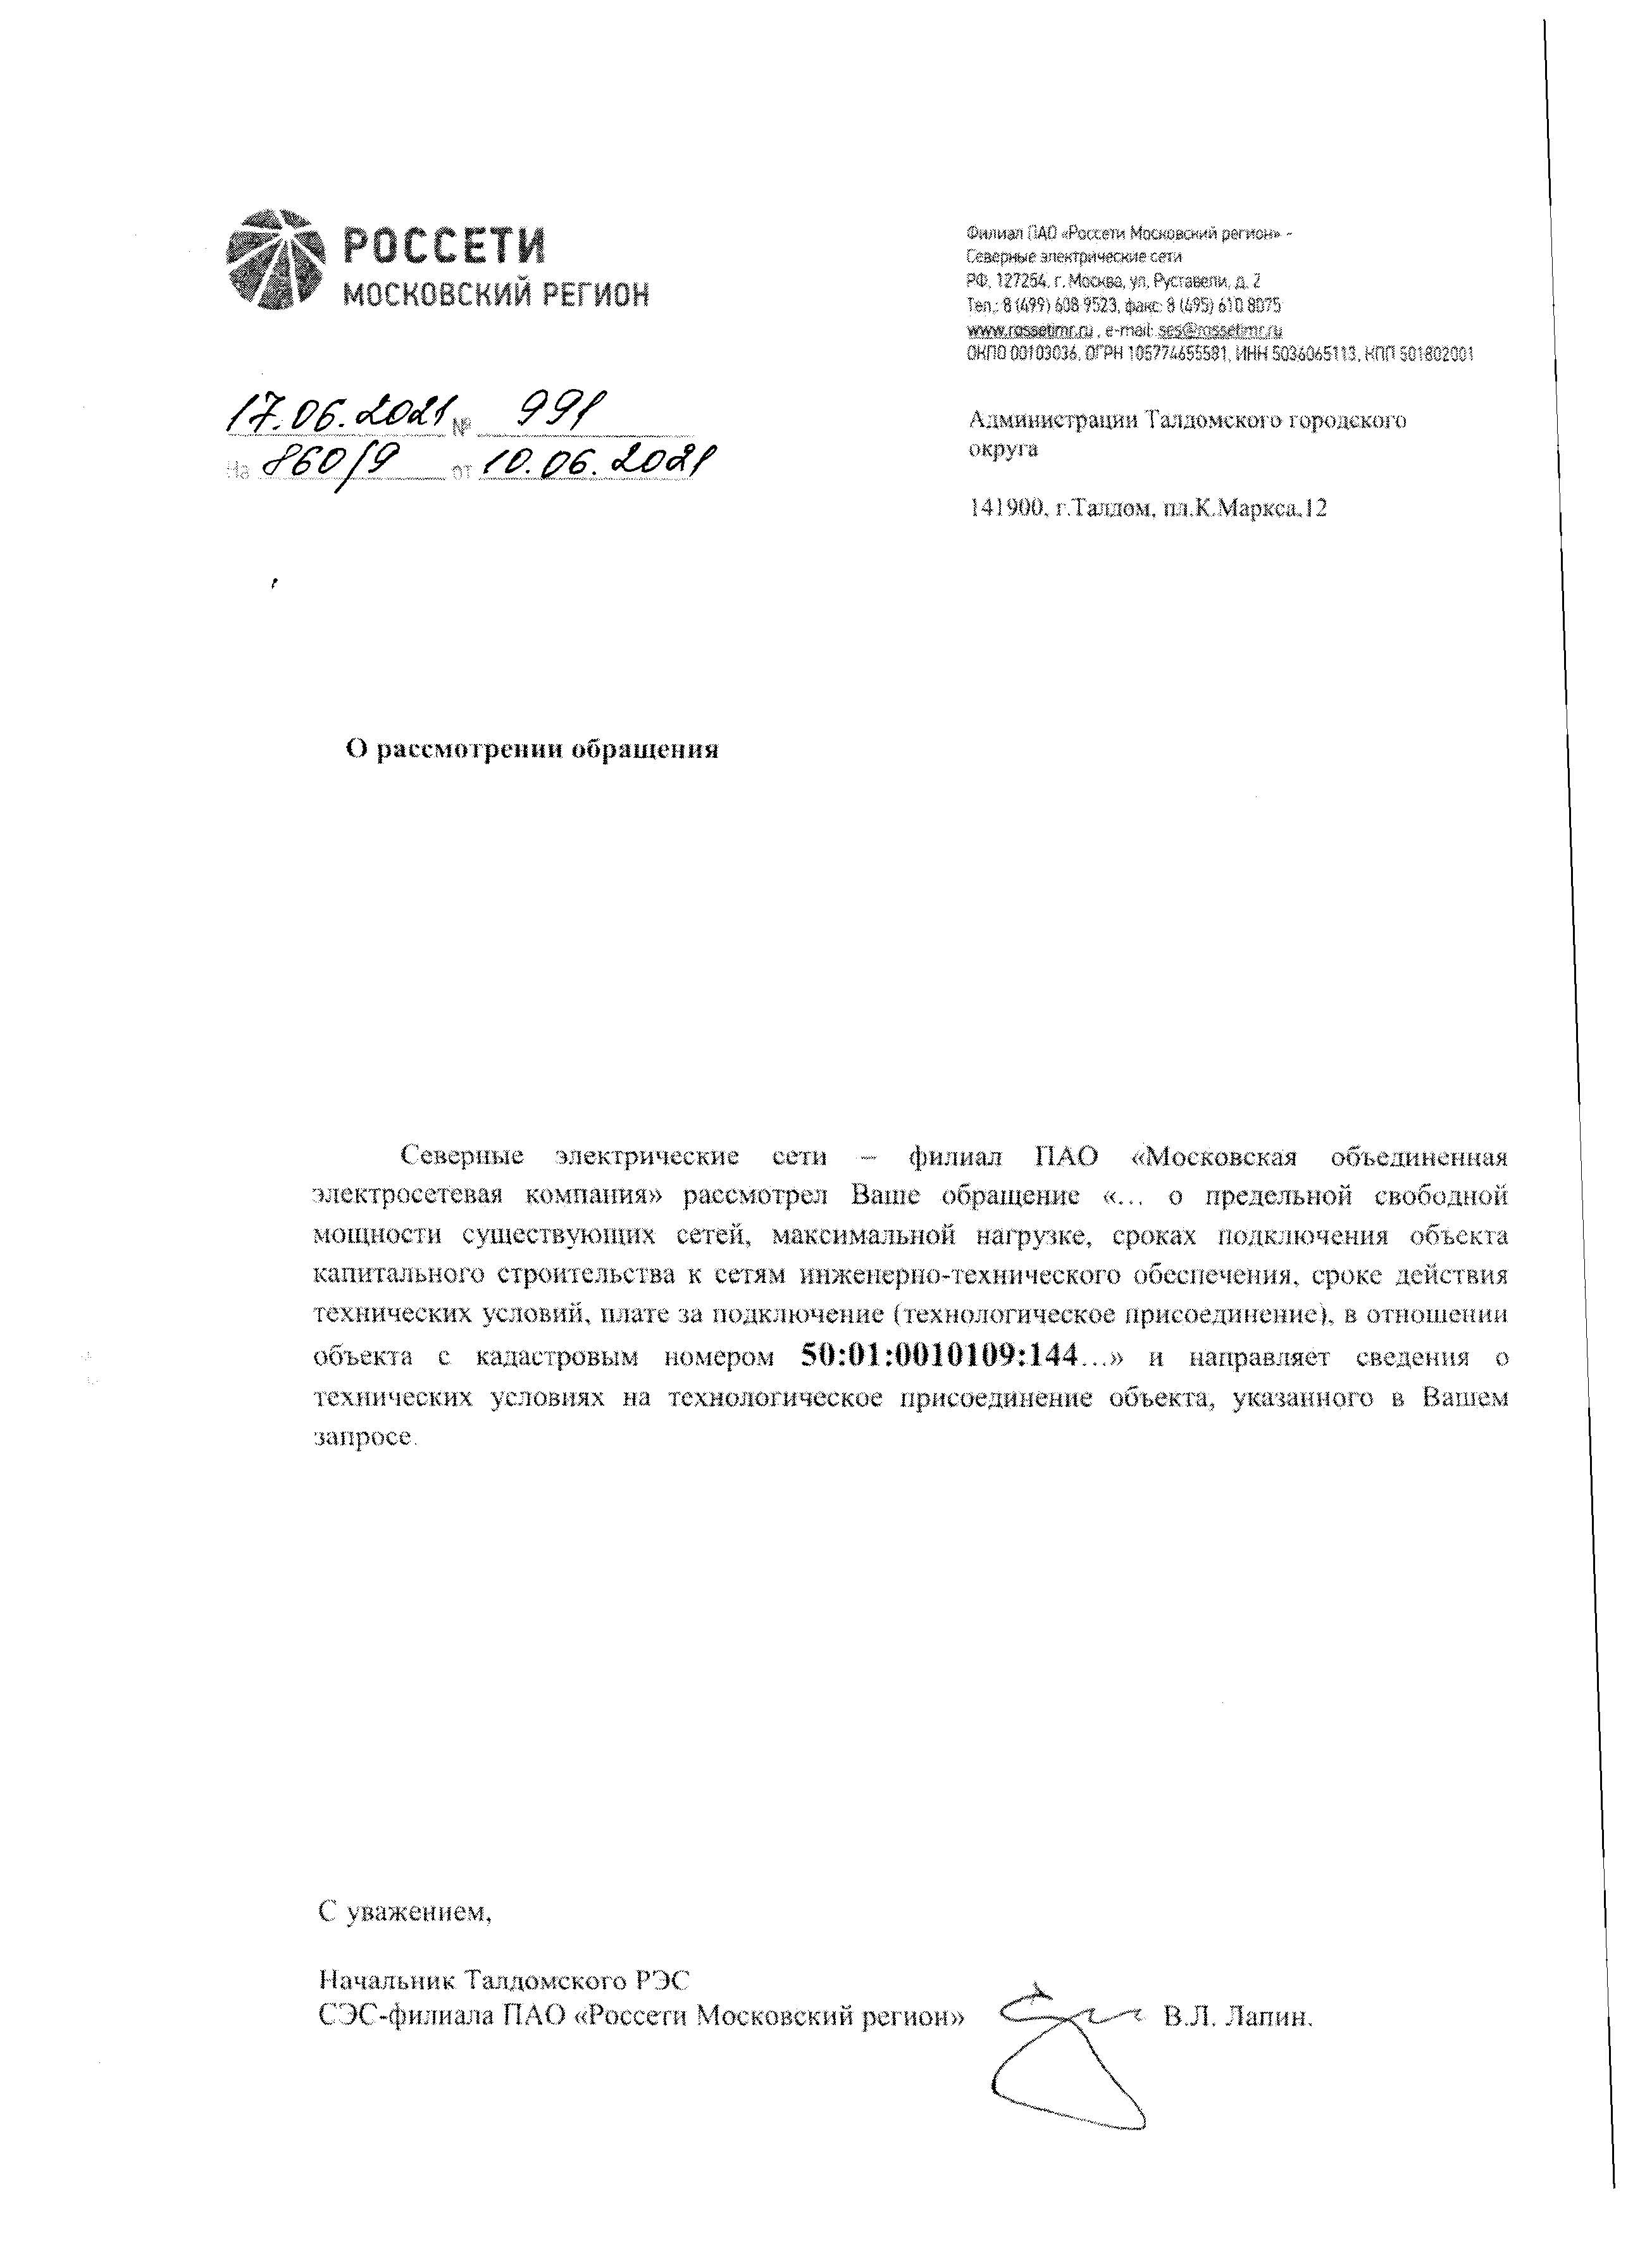 РОССЕТИ
МОСКОВСКИЙ РЕГИОН
Филиал ПАО «Россети Московский регион» -
Северные электрические сети
РФ, 127254, г. Москва, ул. Руставели, д. 2
Тел.: 8 (499) 608 9523, факс: 8 (495) 610 8075
www.rossetimr.ru , e-mail: ses@rossetimr.ru
ОКПО 00103036, ОГРН 105774655581, ИНН 5036065113, КПП 501802001
17.06.2021 № 991
На 860/9 от 10.06.2021
Администрации Талдомского городского
округа
141900, г.Талдом, пл.К.Маркса,12
О рассмотрении обращения
Северные электрические сети – филиал ПАО «Московская объединенная
электросетевая компания» рассмотрел Ваше обращение «… о предельной свободной
мощности существующих сетей, максимальной нагрузке, сроках подключения объекта
капитального строительства к сетям инженерно-технического обеспечения, сроке действия
технических условий, плате за подключение (технологическое присоединение), в отношении
объекта с кадастровым номером 50:01:0010109:144…» и направляет сведения о
технических условиях на технологическое присоединение объекта, указанного в Вашем
запросе.
С уважением,
Начальник Талдомского РЭС
СЭС-филиала ПАО «Россети Московский регион» В.Л. Лапин.